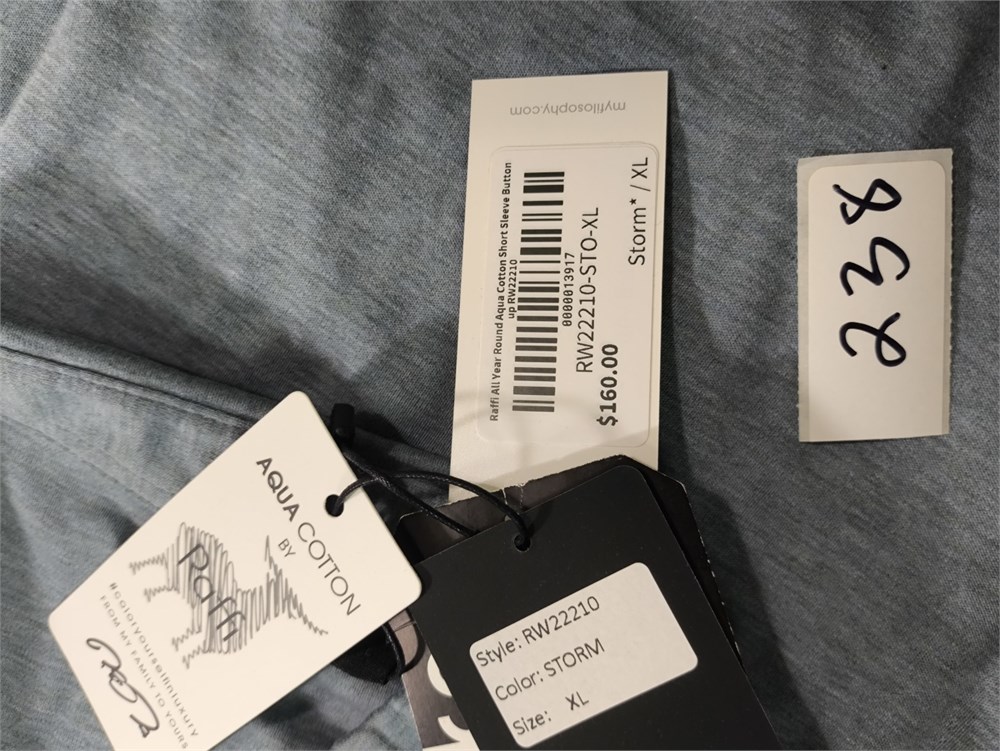 myfilosophy.com
Raffi All Year Round Aqua Cotton Short Sleeve Button
up RW22210
0000013917
RW22210-STO-XL
$160.00
Storm* / XL
238
AQUA COTTON
BY
Raffi
#coloryourselfinluxury
FROM MY FAMILY TO YOURS
Style: RW22210
Color: STORM
Size: XL